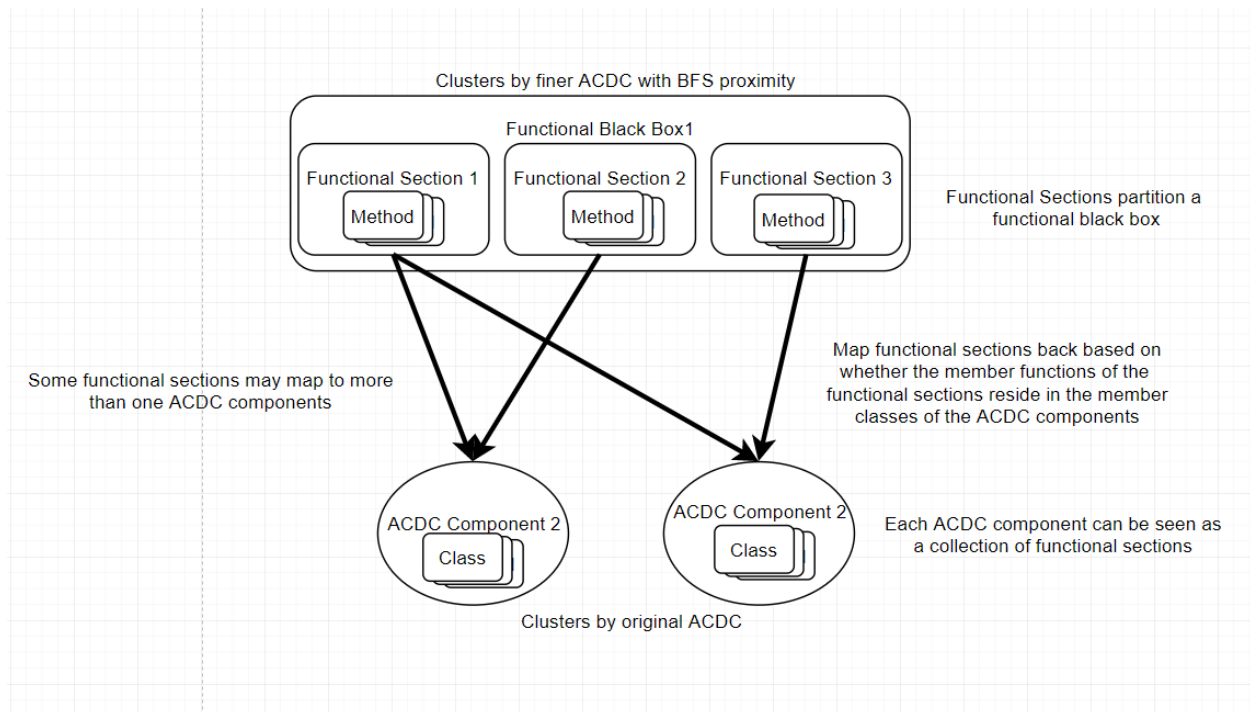 Clusters by finer ACDC with BFS proximity
Functional Black Box1
Functional Section 1
Method
Functional Section 2
Method
Functional Section 3
Method
Functional Sections partition a
functional black box
Some functional sections may map to more
than one ACDC components
Map functional sections back based on
whether the member functions of the
functional sections reside in the member
classes of the ACDC components
ACDC Component 2
Class
ACDC Component 2
Class
Each ACDC component can be seen as
a collection of functional sections
Clusters by original ACDC